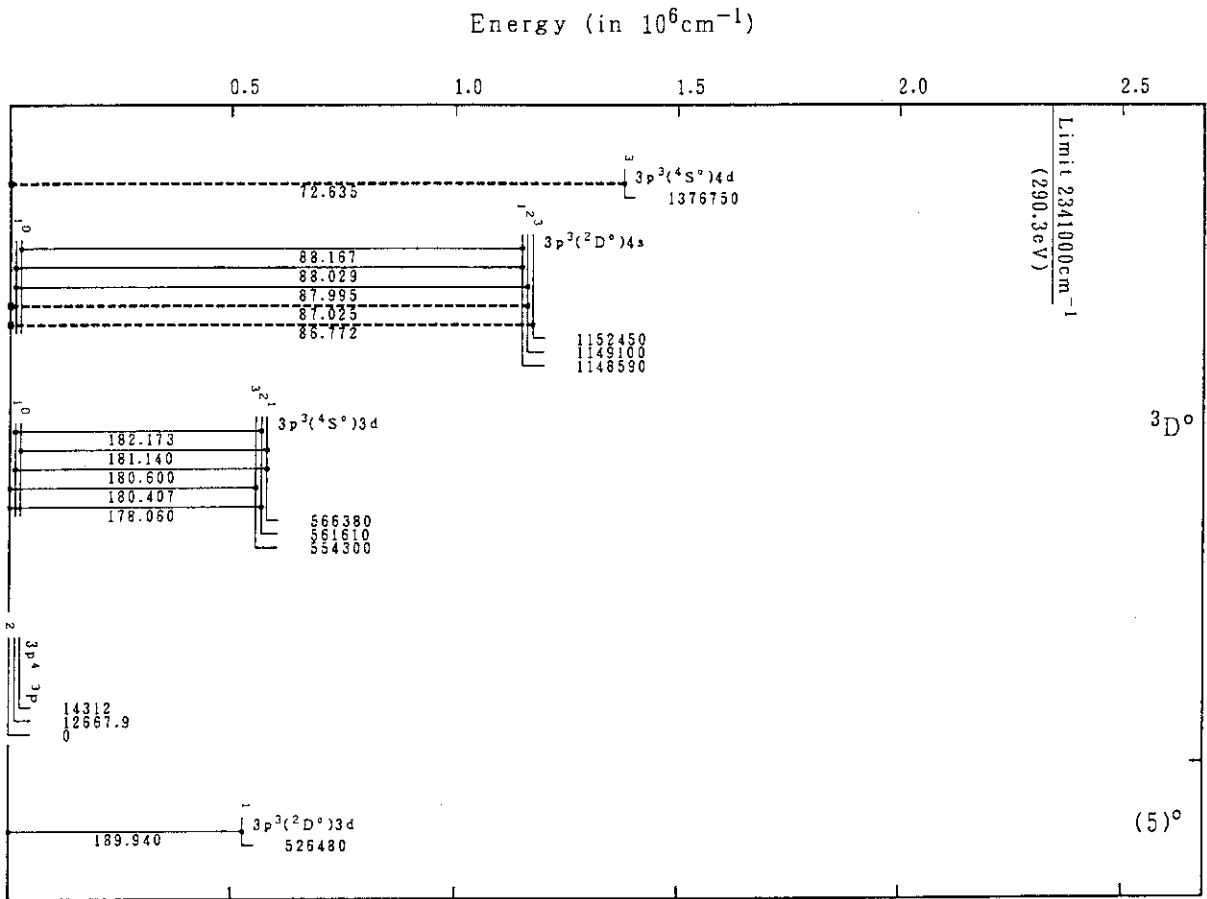 Energy (in 10⁶cm⁻¹)
0.5 1.0 1.5 2.0 2.5
Limit 2341000cm⁻¹
(290.3eV)
3
3p³(⁴S°)4d
72.635
1376750
1 0
1 2 3
3p³(²D°)4s
88.167
88.029
87.995
87.025
86.772
1152450
1149100
1148590
1 0
3 2 1
3p³(⁴S°)3d
³D°
182.173
181.140
180.600
180.407
178.060
566380
561610
554300
2
3p⁴ ³P
14312
12667.9
0
1
3p³(²D°)3d
(5)°
189.940
526480